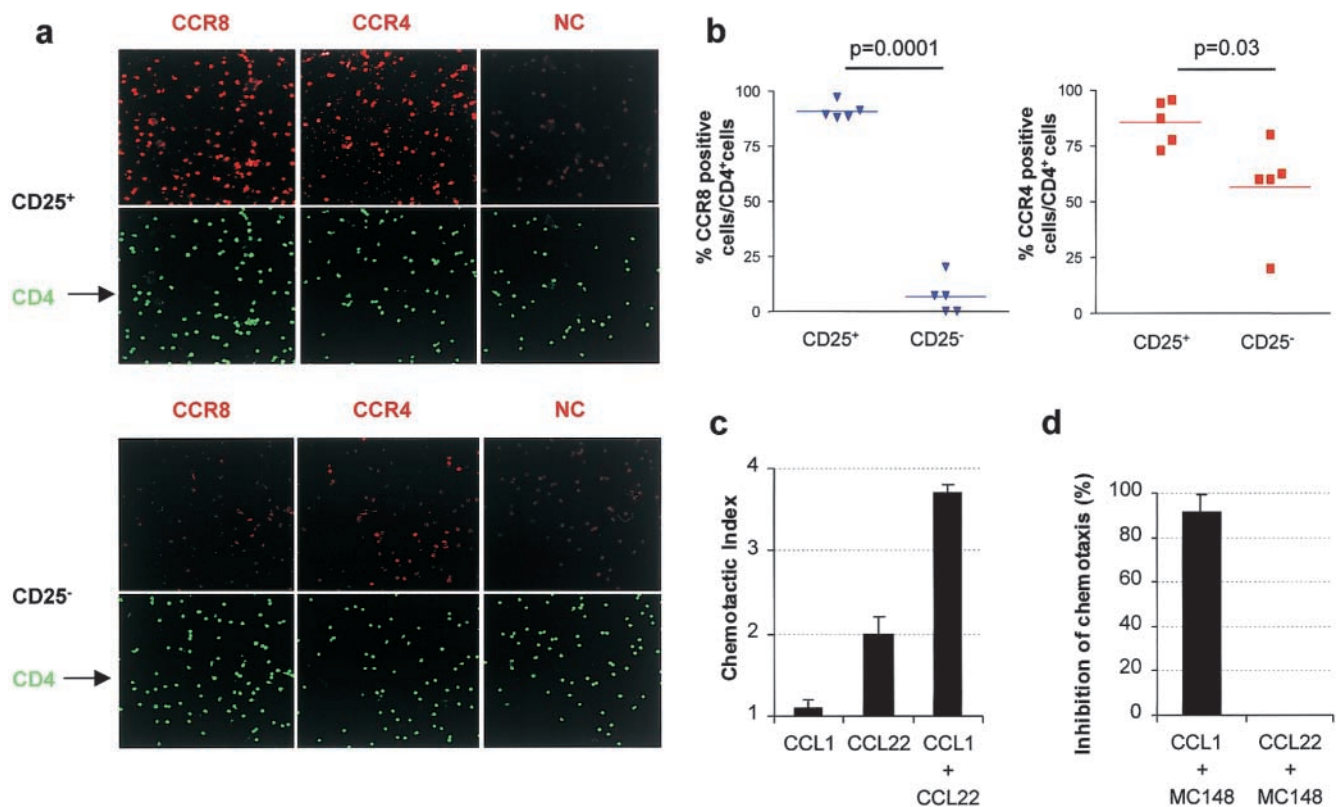 a
CCR8 CCR4 NC
CD25⁺
CD4
CCR8 CCR4 NC
CD25⁻
CD4
b
p=0.0001
% CCR8 positive
cells/CD4⁺cells
100
75
50
25
0
CD25⁺ CD25⁻
p=0.03
% CCR4 positive
cells/CD4⁺ cells
100
75
50
25
0
CD25⁺ CD25⁻
c
Chemotactic Index
4
3
2
1
CCL1 CCL22 CCL1
+
CCL22
d
Inhibition of chemotaxis (%)
100
80
60
40
20
0
CCL1 CCL22
+ +
MC148 MC148